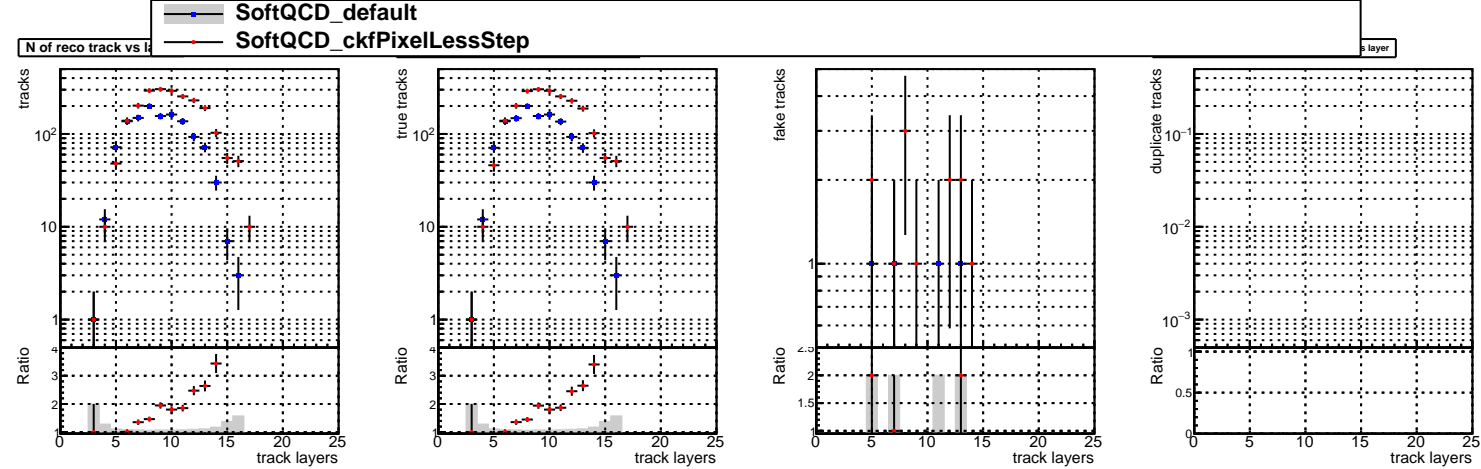 SoftQCD_default
SoftQCD_ckfPixelLessStep
N of reco track vs
layer
tracks
10²
10
1
Ratio
4
3
2
1
0 5 10 15 20 25
track layers
true tracks
10²
10
1
Ratio
4
3
2
1
0 5 10 15 20 25
track layers
fake tracks
1
Ratio
2.5
2
1.5
1
0 5 10 15 20 25
track layers
duplicate tracks
10⁻¹
10⁻²
10⁻³
Ratio
1
0.5
0
0 5 10 15 20 25
track layers